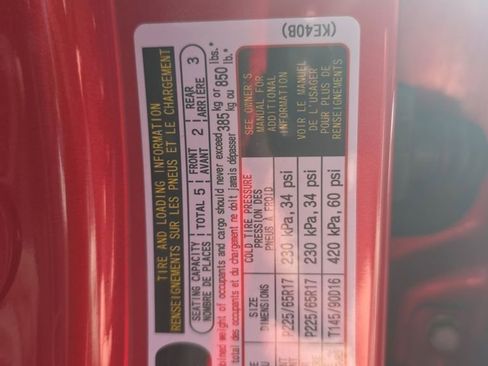 (KE40B)
TIRE AND LOADING INFORMATION
RENSEIGNEMENTS SUR LES PNEUS ET LE CHARGEMENT
SEATING CAPACITY
NOMBRE DE PLACES
TOTAL 5
FRONT
AVANT
2
REAR
ARRIÈRE
3
bined weight of occupants and cargo should never exceed
total des occupants et du chargement ne doit jamais dépasser
385 kg or 850 lbs.
kg ou lb.
SIZE
DIMENSIONS
COLD TIRE PRESSURE
PRESSION DES
PNEUS À FROID
SEE OWNER'S
MANUAL FOR
ADDITIONAL
INFORMATION
P225/65R17
230 kPa, 34 psi
P225/65R17
230 kPa, 34 psi
T145/90D16
420 kPa, 60 psi
VOIR LE MANUEL
DE L'USAGER
POUR PLUS DE
RENSEIGNEMENTS